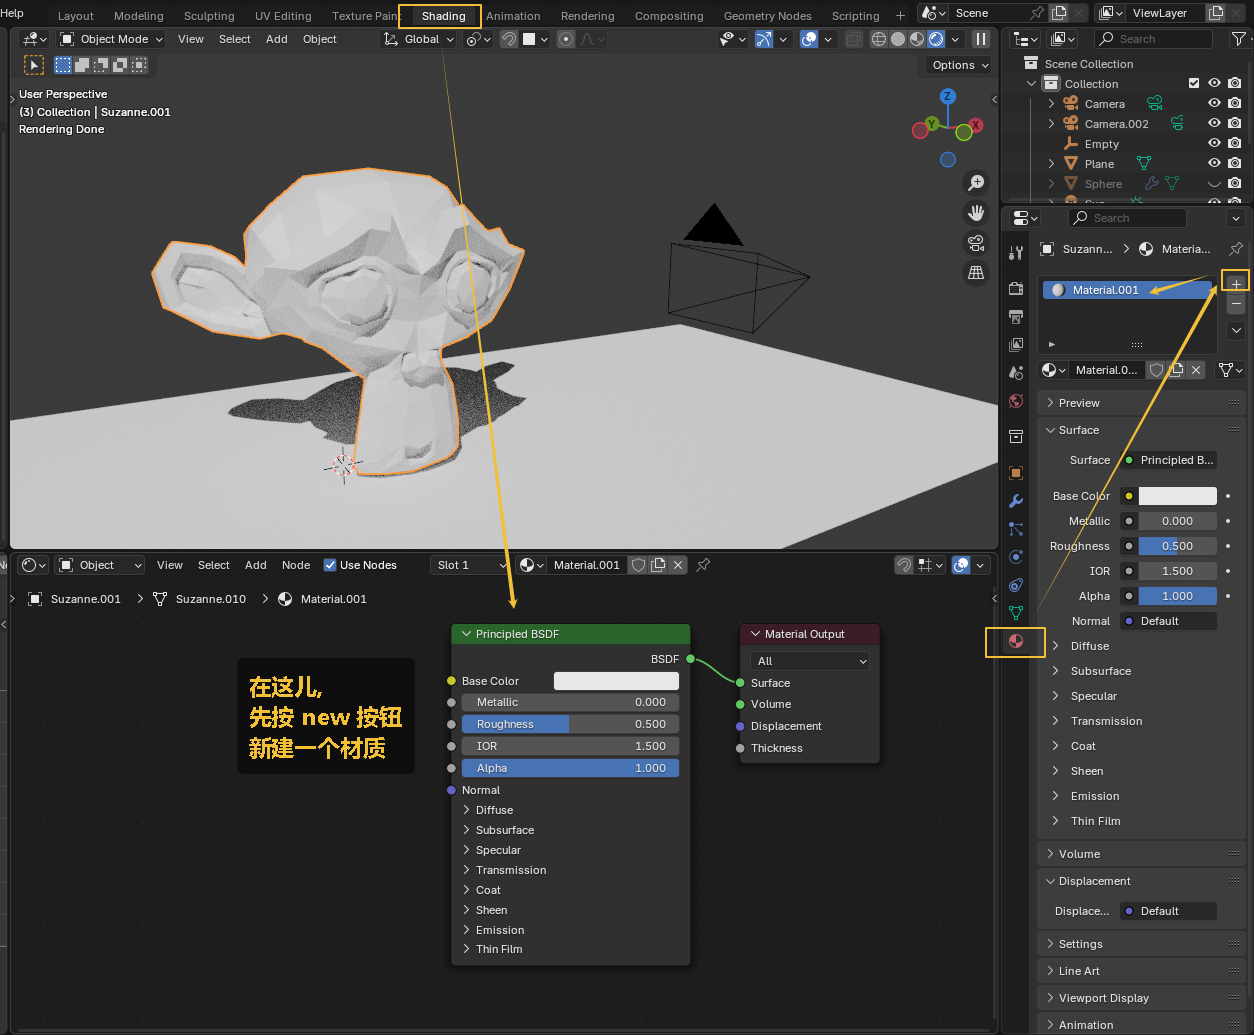 Help
Layout
Modeling
Sculpting
UV Editing
Texture Paint
Shading
Animation
Rendering
Compositing
Geometry Nodes
Scripting
Scene
ViewLayer
Object Mode
View
Select
Add
Object
Global
Options
User Perspective
(3) Collection | Suzanne.001
Rendering Done
Z
Y
X
Search
Scene Collection
Collection
Camera
Camera.002
Empty
Plane
Sphere
Search
Suzann...
Materia...
Material.001
Material.0...
Preview
Surface
Surface
Principled B...
Base Color
Metallic
0.000
Roughness
0.500
IOR
1.500
Alpha
1.000
Normal
Default
Diffuse
Subsurface
Specular
Transmission
Coat
Sheen
Emission
Thin Film
Volume
Displacement
Displace...
Default
Settings
Line Art
Viewport Display
Animation
Object
View
Select
Add
Node
Use Nodes
Slot 1
Material.001
Suzanne.001
Suzanne.010
Material.001
在这儿,
先按 new 按钮
新建一个材质
Principled BSDF
BSDF
Base Color
Metallic
0.000
Roughness
0.500
IOR
1.500
Alpha
1.000
Normal
Diffuse
Subsurface
Specular
Transmission
Coat
Sheen
Emission
Thin Film
Material Output
All
Surface
Volume
Displacement
Thickness